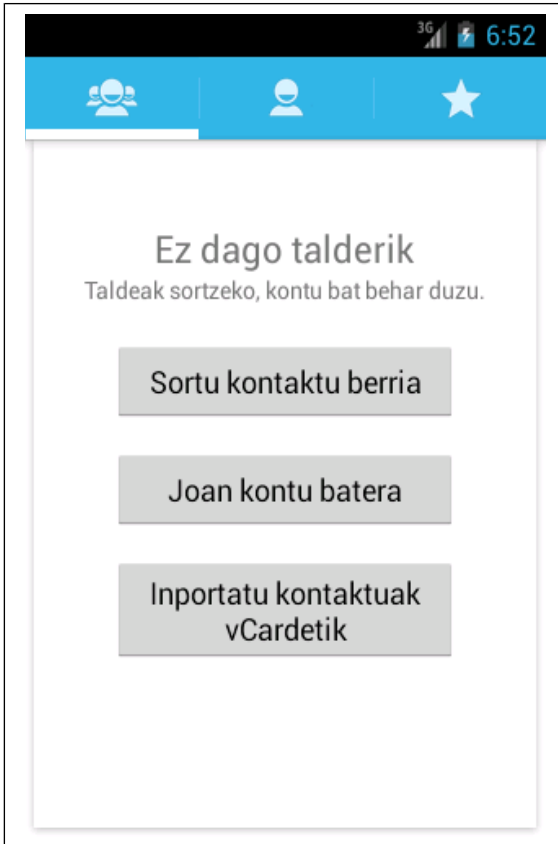 3G 6:52
Ez dago talderik
Taldeak sortzeko, kontu bat behar duzu.
Sortu kontaktu berria
Joan kontu batera
Inportatu kontaktuak
vCardetik